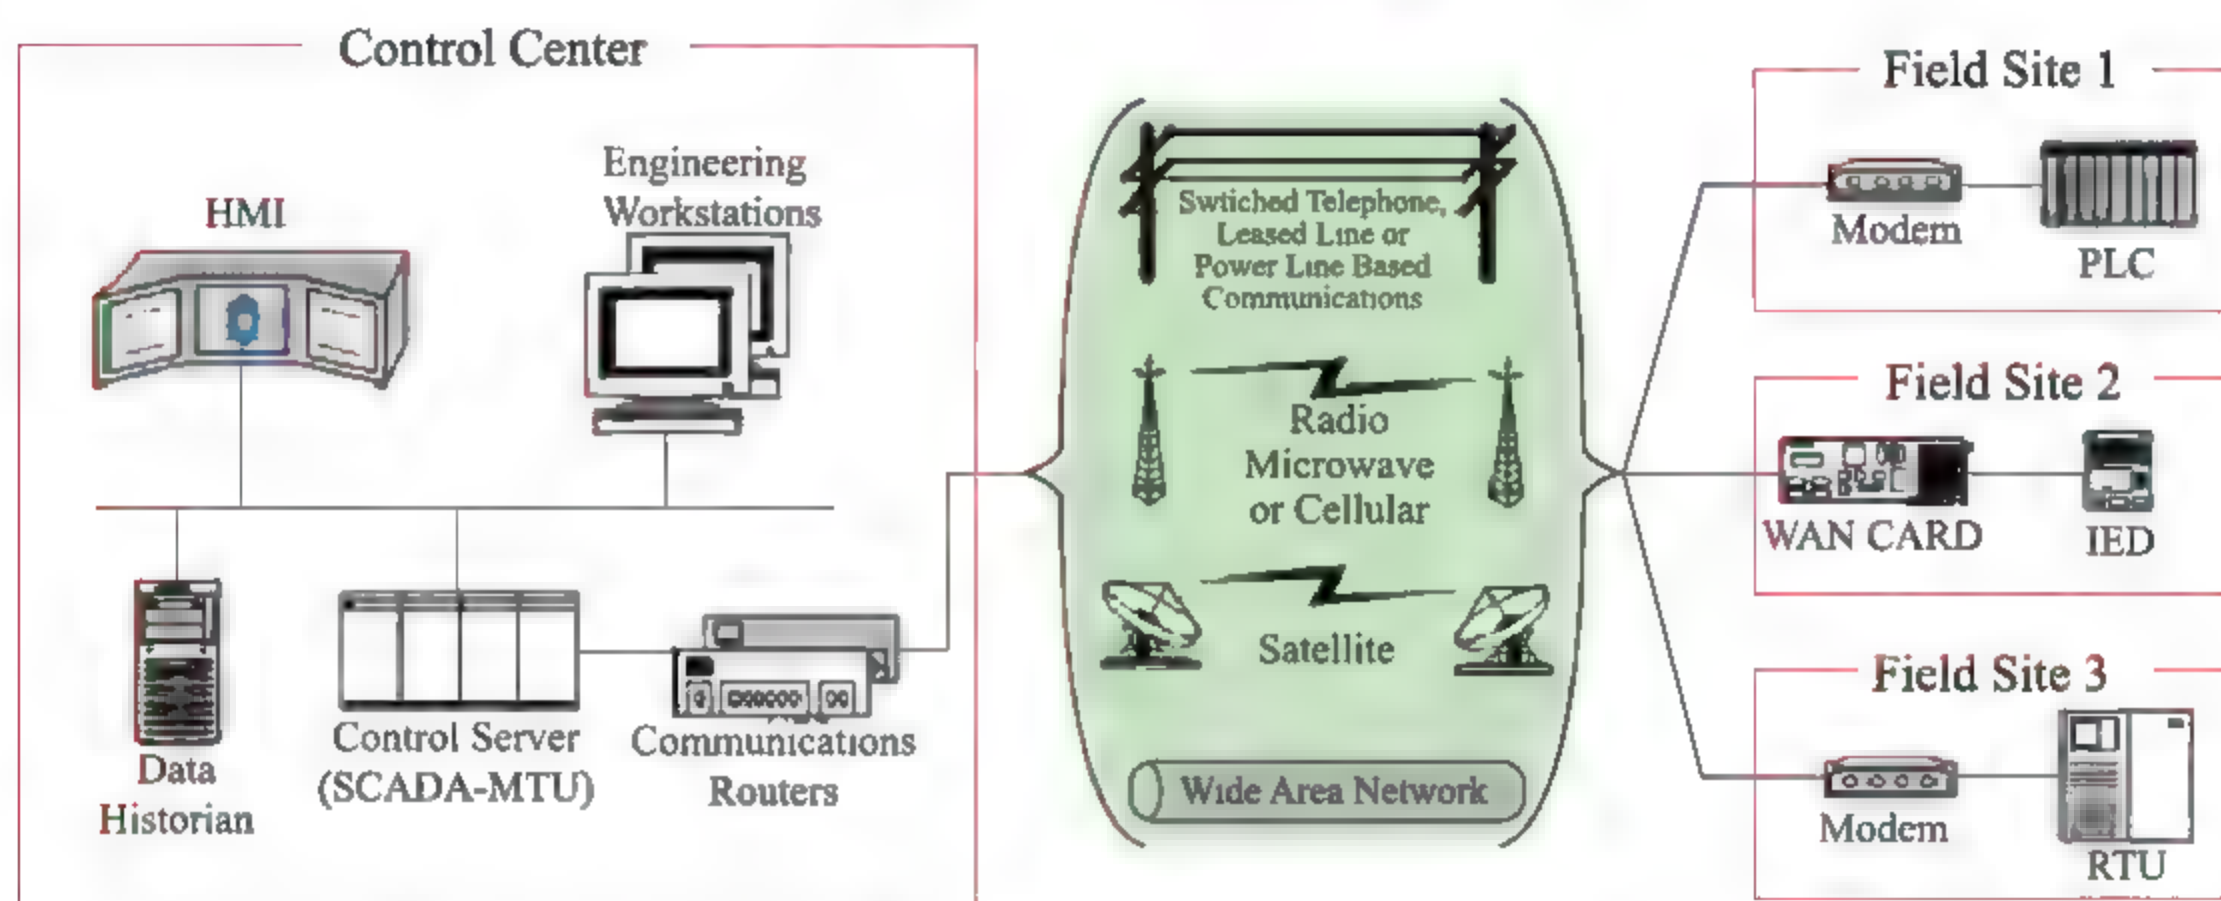 Control Center
HMI
Engineering
Workstations
Data
Historian
Control Server
(SCADA-MTU)
Communications
Routers
Swtiched Telephone,
Leased Line or
Power Line Based
Communications
Radio
Microwave
or Cellular
Satellite
Wide Area Network
Field Site 1
Modem
PLC
Field Site 2
WAN CARD
IED
Field Site 3
Modem
RTU